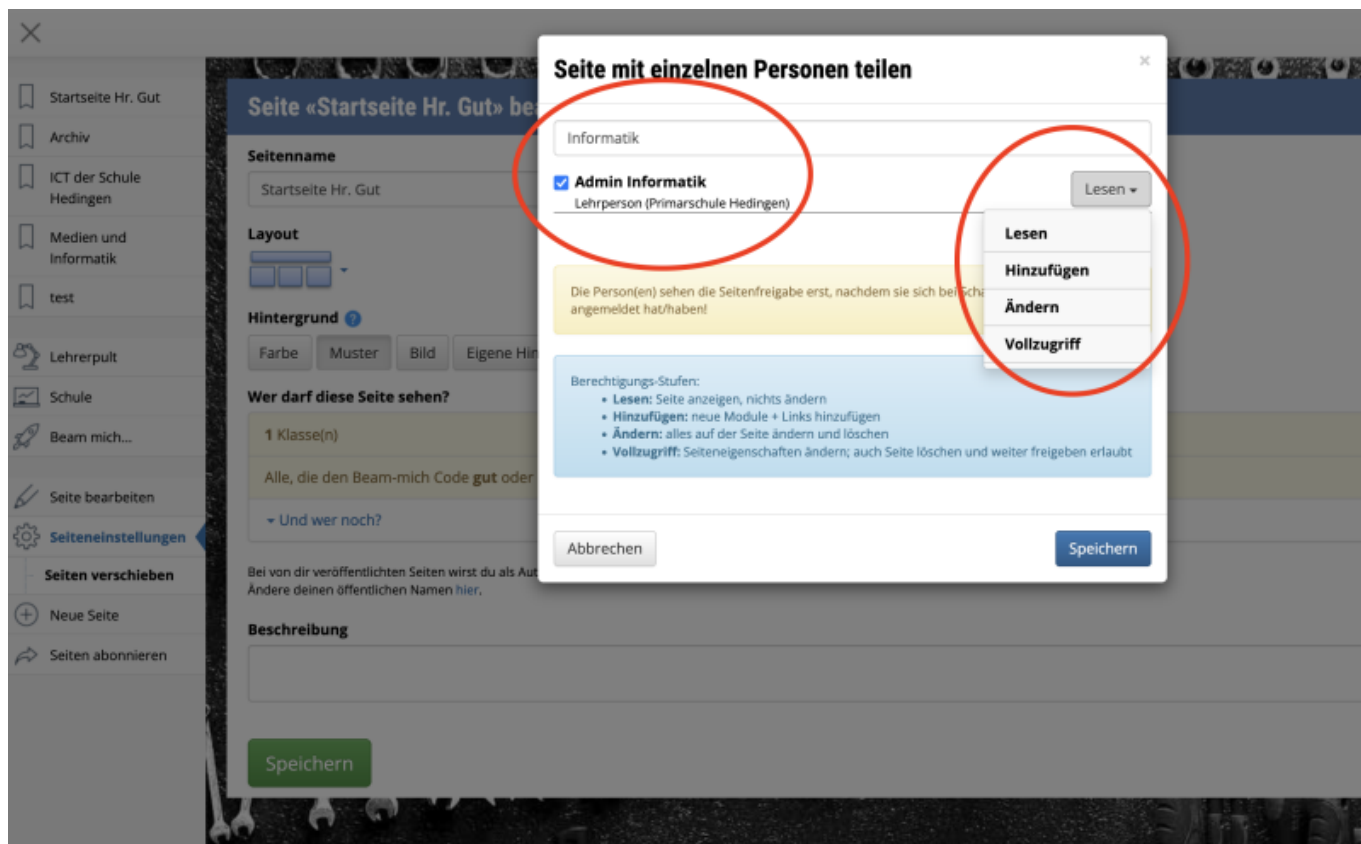 Startseite Hr. Gut
Archiv
ICT der Schule
Hedingen
Medien und
Informatik
test
Lehrerpult
Schule
Beam mich...
Seite bearbeiten
Seiteneinstellungen
Seiten verschieben
Neue Seite
Seiten abonnieren
Seite «Startseite Hr. Gut» be
Seitenname
Startseite Hr. Gut
Layout
Hintergrund ?
Farbe Muster Bild Eigene Hin
Wer darf diese Seite sehen?
1 Klasse(n)
Alle, die den Beam-mich Code gut oder
Und wer noch?
Bei von dir veröffentlichten Seiten wirst du als Aut
Ändere deinen öffentlichen Namen hier.
Beschreibung
Speichern
Seite mit einzelnen Personen teilen ×
Informatik
Admin Informatik
Lehrperson (Primarschule Hedingen)
Lesen
Lesen
Hinzufügen
Ändern
Vollzugriff
Die Person(en) sehen die Seitenfreigabe erst, nachdem sie sich bei Scha
angemeldet hat/haben!
Berechtigungs-Stufen:
• Lesen: Seite anzeigen, nichts ändern
• Hinzufügen: neue Module + Links hinzufügen
• Ändern: alles auf der Seite ändern und löschen
• Vollzugriff: Seiteneigenschaften ändern; auch Seite löschen und weiter freigeben erlaubt
Abbrechen Speichern